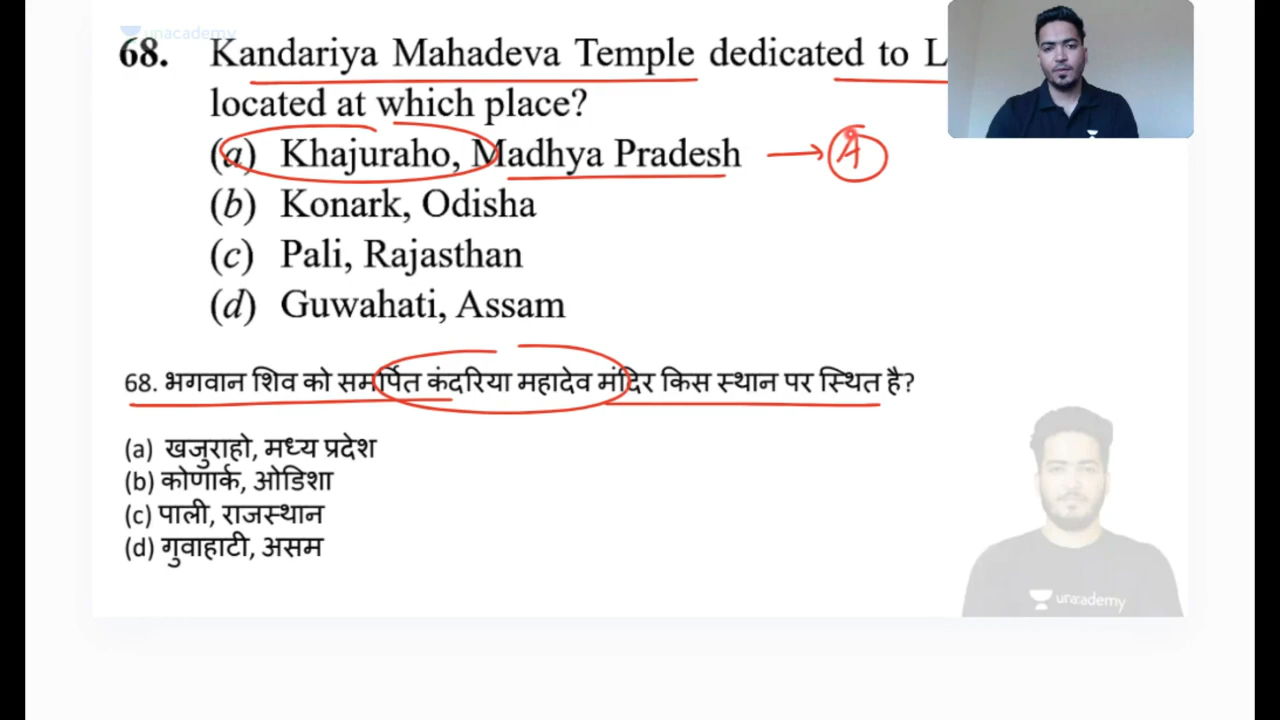 unacademy
68. Kandariya Mahadeva Temple dedicated to L
located at which place?
(a) Khajuraho, Madhya Pradesh → A
(b) Konark, Odisha
(c) Pali, Rajasthan
(d) Guwahati, Assam
68. भगवान शिव को समर्पित कंदरिया महादेव मंदिर किस स्थान पर स्थित है?
(a) खजुराहो, मध्य प्रदेश
(b) कोणार्क, ओडिशा
(c) पाली, राजस्थान
(d) गुवाहाटी, असम
unacademy